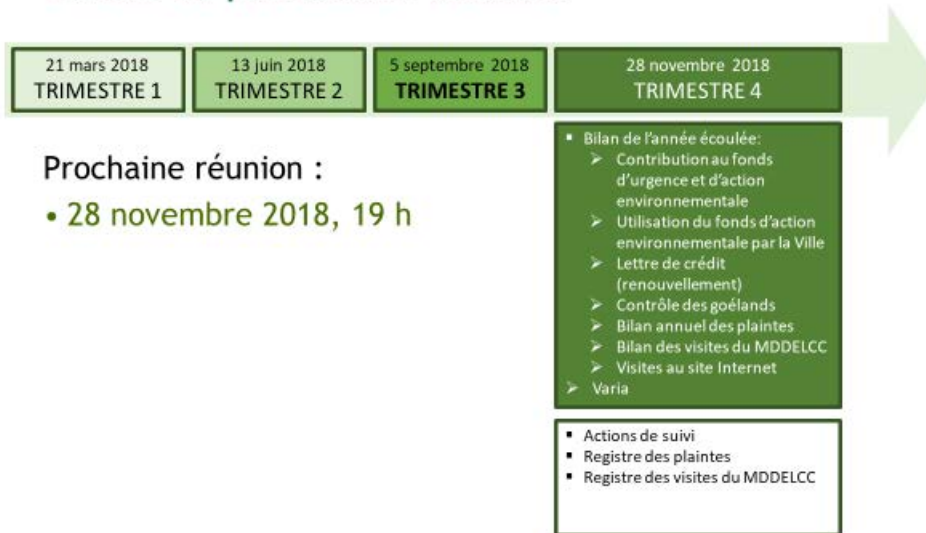 21 mars 2018
TRIMESTRE 1
13 juin 2018
TRIMESTRE 2
5 septembre 2018
TRIMESTRE 3
28 novembre 2018
TRIMESTRE 4
Prochaine réunion :
• 28 novembre 2018, 19 h
▪ Bilan de l'année écoulée:
➢ Contribution au fonds
d'urgence et d'action
environnementale
➢ Utilisation du fonds d'action
environnementale par la Ville
➢ Lettre de crédit
(renouvellement)
➢ Contrôle des goélands
➢ Bilan annuel des plaintes
➢ Bilan des visites du MDDELCC
➢ Visites au site Internet
➢ Varia
▪ Actions de suivi
▪ Registre des plaintes
▪ Registre des visites du MDDELCC